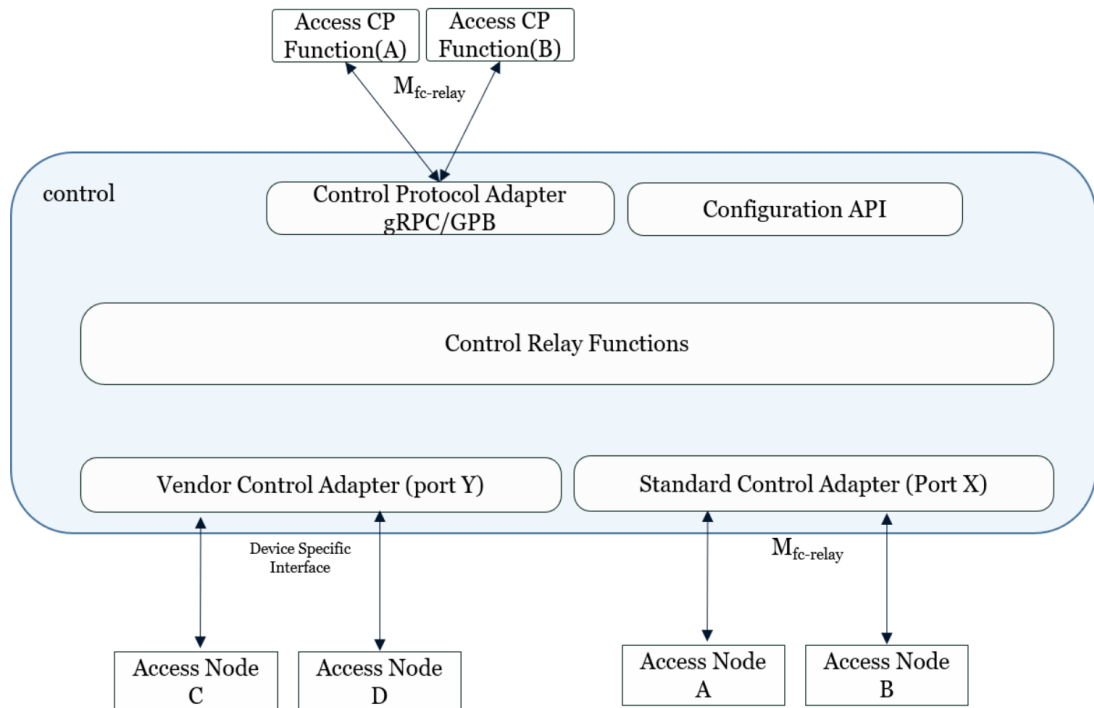 Access CP
Function(A)
Access CP
Function(B)
Mfc-relay
control
Control Protocol Adapter
gRPC/GPB
Configuration API
Control Relay Functions
Vendor Control Adapter (port Y)
Standard Control Adapter (Port X)
Device Specific
Interface
Mfc-relay
Access Node
C
Access Node
D
Access Node
A
Access Node
B